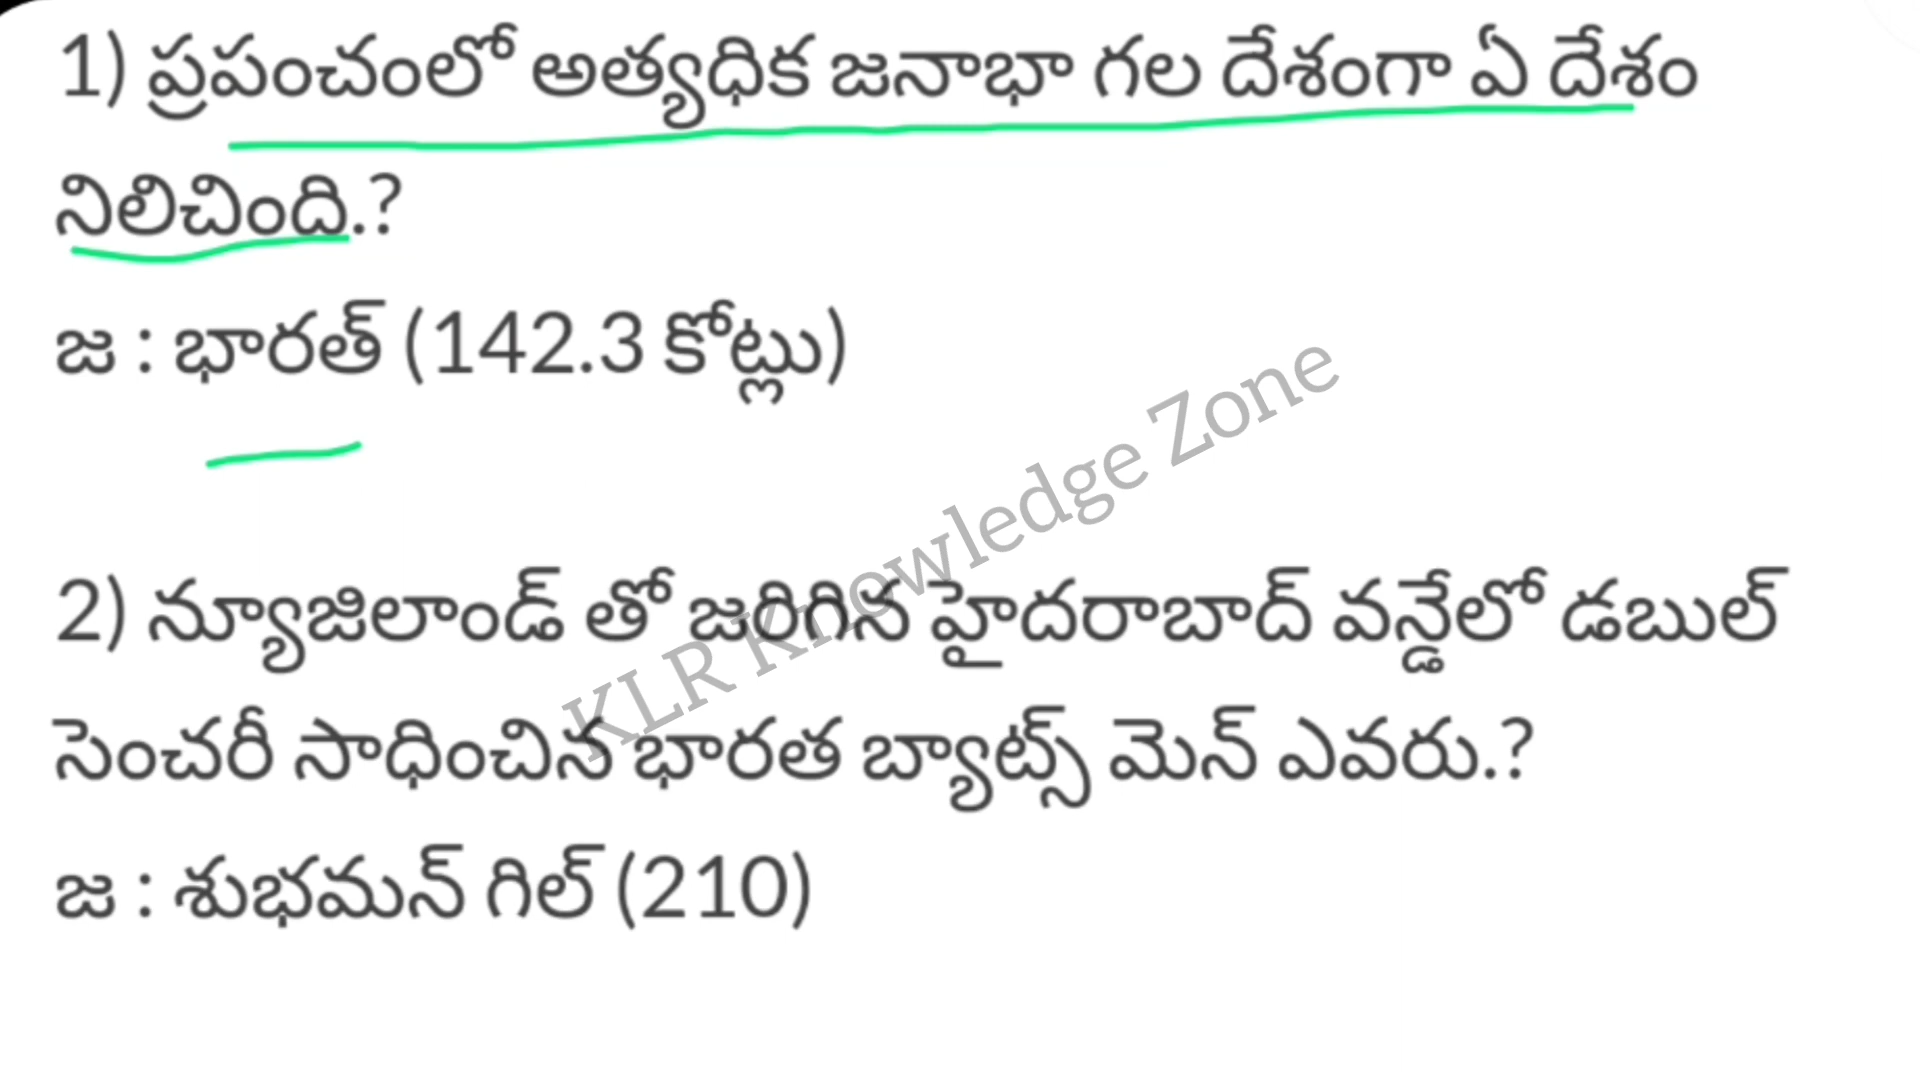 1) ప్రపంచంలో అత్యధిక జనాభా గల దేశంగా ఏ దేశం
నిలిచింది.?
జ : భారత్ (142.3 కోట్లు)
2) న్యూజిలాండ్ తో జరిగిన హైదరాబాద్ వన్డేలో డబుల్
సెంచరీ సాధించిన భారత బ్యాట్స్ మెన్ ఎవరు.?
జ : శుభమన్ గిల్ (210)
KLR Knowledge Zone